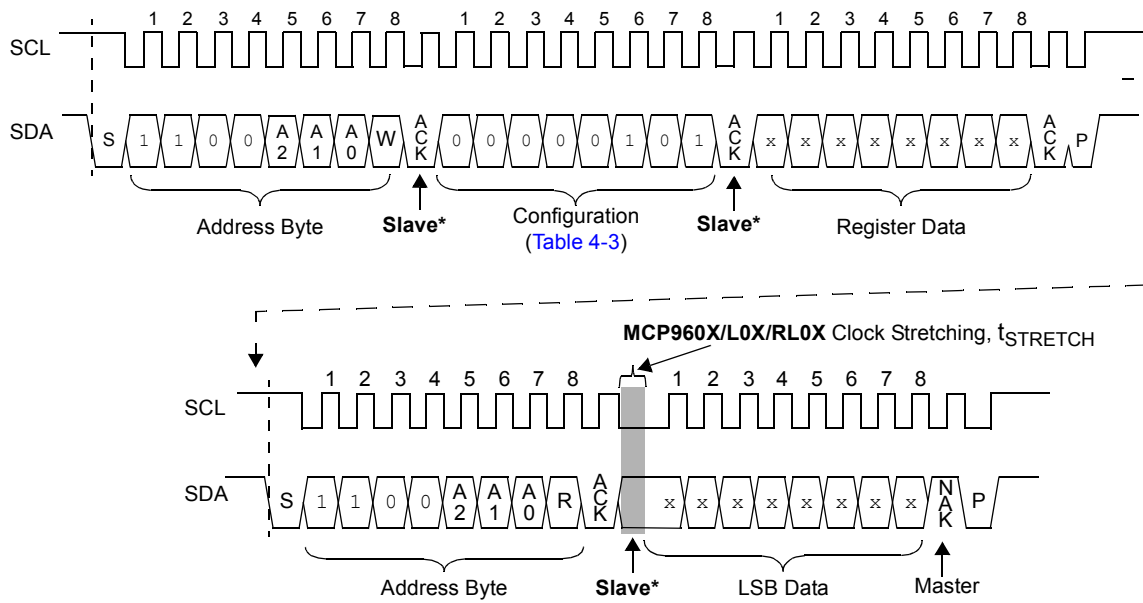 1 2 3 4 5 6 7 8 1 2 3 4 5 6 7 8 1 2 3 4 5 6 7 8
SCL
SDA S 1 1 0 0 A2 A1 A0 W ACK 0 0 0 0 0 1 0 1 ACK x x x x x x x x ACK P
Address Byte Slave* Configuration Slave* Register Data
(Table 4-3)
MCP960X/L0X/RL0X Clock Stretching, tSTRETCH
1 2 3 4 5 6 7 8 1 2 3 4 5 6 7 8
SCL
SDA S 1 1 0 0 A2 A1 A0 R ACK x x x x x x x x NAK P
Address Byte Slave* LSB Data Master